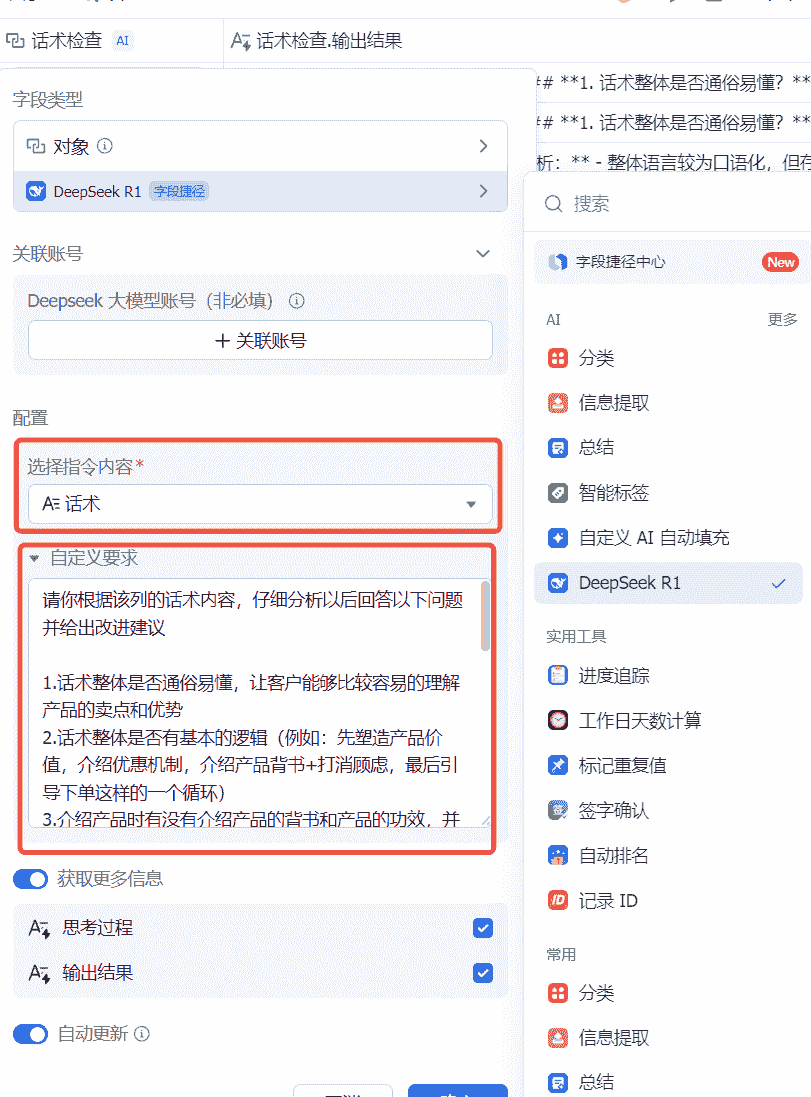 话术检查 AI
话术检查.输出结果
## **1. 话术整体是否通俗易懂？**
## **1. 话术整体是否通俗易懂？**
析：** - 整体语言较为口语化，但存
字段类型
对象
DeepSeek R1 字段捷径
关联账号
Deepseek 大模型账号（非必填）
+ 关联账号
配置
选择指令内容*
话术
自定义要求
请你根据该列的话术内容，仔细分析以后回答以下问题
并给出改进建议
1.话术整体是否通俗易懂，让客户能够比较容易的理解
产品的卖点和优势
2.话术整体是否有基本的逻辑（例如：先塑造产品价
值，介绍优惠机制，介绍产品背书+打消顾虑，最后引
导下单这样的一个循环）
3.介绍产品时有没有介绍产品的背书和产品的功效，并
获取更多信息
思考过程
输出结果
自动更新
搜索
字段捷径中心 New
AI 更多
分类
信息提取
总结
智能标签
自定义 AI 自动填充
DeepSeek R1
实用工具
进度追踪
工作日天数计算
标记重复值
签字确认
自动排名
记录 ID
常用
分类
信息提取
总结